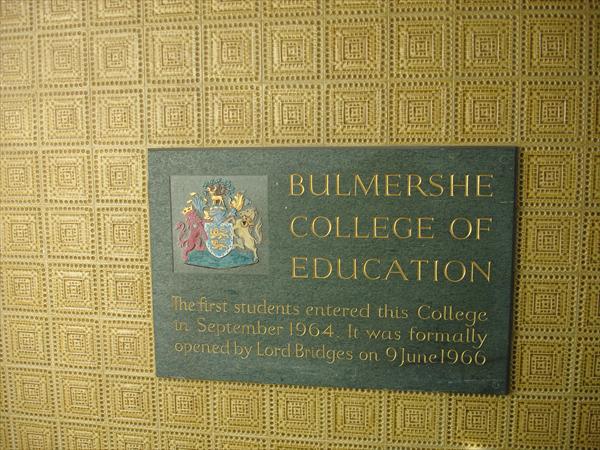 BULMERSHE
COLLEGE OF
EDUCATION
The first students entered this College
in September 1964. It was formally
opened by Lord Bridges on 9 June 1966